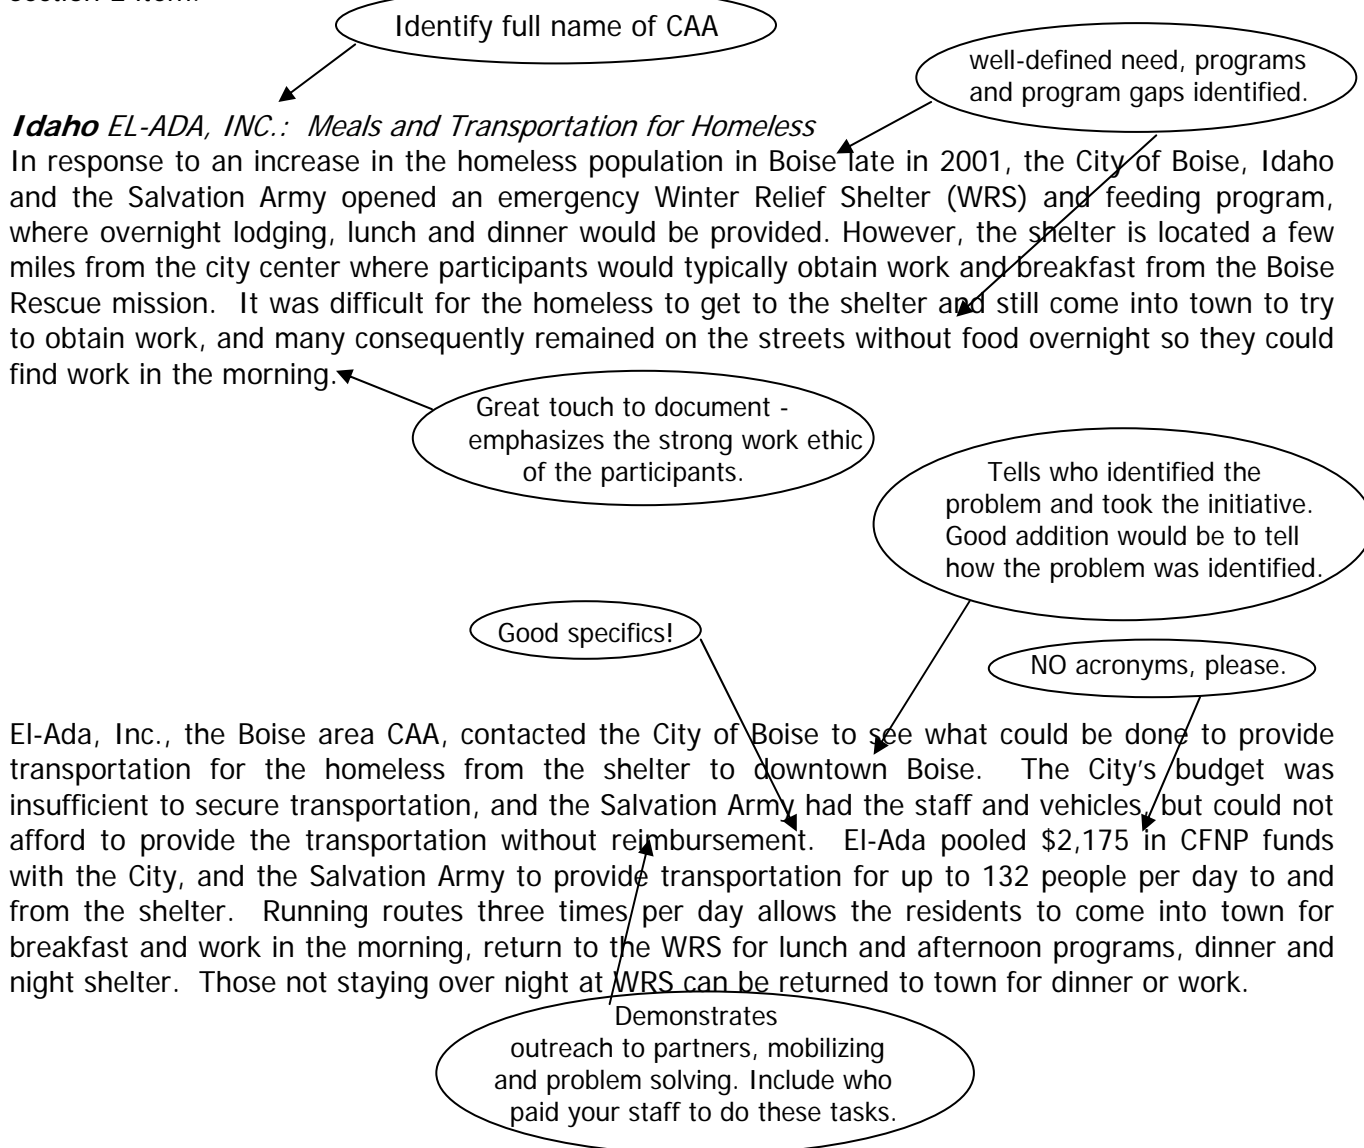 Identify full name of CAA
well-defined need, programs
and program gaps identified.
Idaho EL-ADA, INC.: Meals and Transportation for Homeless
In response to an increase in the homeless population in Boise late in 2001, the City of Boise, Idaho
and the Salvation Army opened an emergency Winter Relief Shelter (WRS) and feeding program,
where overnight lodging, lunch and dinner would be provided. However, the shelter is located a few
miles from the city center where participants would typically obtain work and breakfast from the Boise
Rescue mission. It was difficult for the homeless to get to the shelter and still come into town to try
to obtain work, and many consequently remained on the streets without food overnight so they could
find work in the morning.
Great touch to document -
emphasizes the strong work ethic
of the participants.
Tells who identified the
problem and took the initiative.
Good addition would be to tell
how the problem was identified.
Good specifics!
NO acronyms, please.
El-Ada, Inc., the Boise area CAA, contacted the City of Boise to see what could be done to provide
transportation for the homeless from the shelter to downtown Boise. The City's budget was
insufficient to secure transportation, and the Salvation Army had the staff and vehicles, but could not
afford to provide the transportation without reimbursement. El-Ada pooled $2,175 in CFNP funds
with the City, and the Salvation Army to provide transportation for up to 132 people per day to and
from the shelter. Running routes three times per day allows the residents to come into town for
breakfast and work in the morning, return to the WRS for lunch and afternoon programs, dinner and
night shelter. Those not staying over night at WRS can be returned to town for dinner or work.
Demonstrates
outreach to partners, mobilizing
and problem solving. Include who
paid your staff to do these tasks.